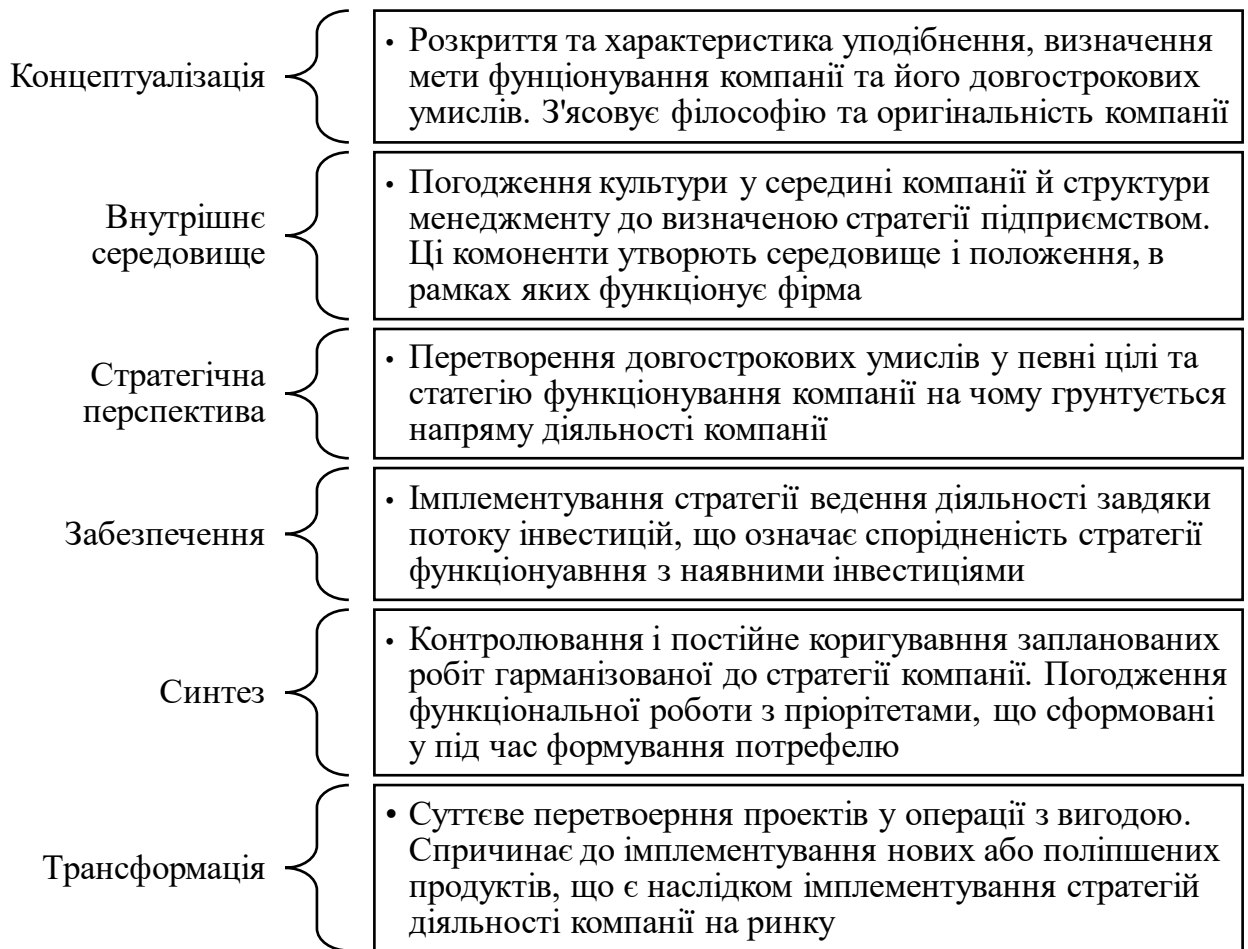 Концептуалізація
• Розкриття та характеристика уподібнення, визначення
мети фунціонування компанії та його довгострокових
умислів. З'ясовує філософію та оригінальність компанії
Внутрішнє
середовище
• Погодження культури у середині компанії й структури
менеджменту до визначеною стратегії підприємством.
Ці комоненти утворють середовище і положення, в
рамках яких функціонує фірма
Стратегічна
перспектива
• Перетворення довгострокових умислів у певні цілі та
статегію функціонування компанії на чому грунтується
напряму діяльності компанії
Забезпечення
• Імплементування стратегії ведення діяльності завдяки
потоку інвестицій, що означає спорідненість стратегії
функціонуавння з наявними інвестиціями
Синтез
• Контролювання і постійне коригувавння запланованих
робіт гарманізованої до стратегії компанії. Погодження
функціональної роботи з пріорітетами, що сформовані
у під час формування потрефелю
Трансформація
• Суттєве перетвоерння проектів у операції з вигодою.
Спричинає до імплементування нових або поліпшених
продуктів, що є наслідком імплементування стратегій
діяльності компанії на ринку